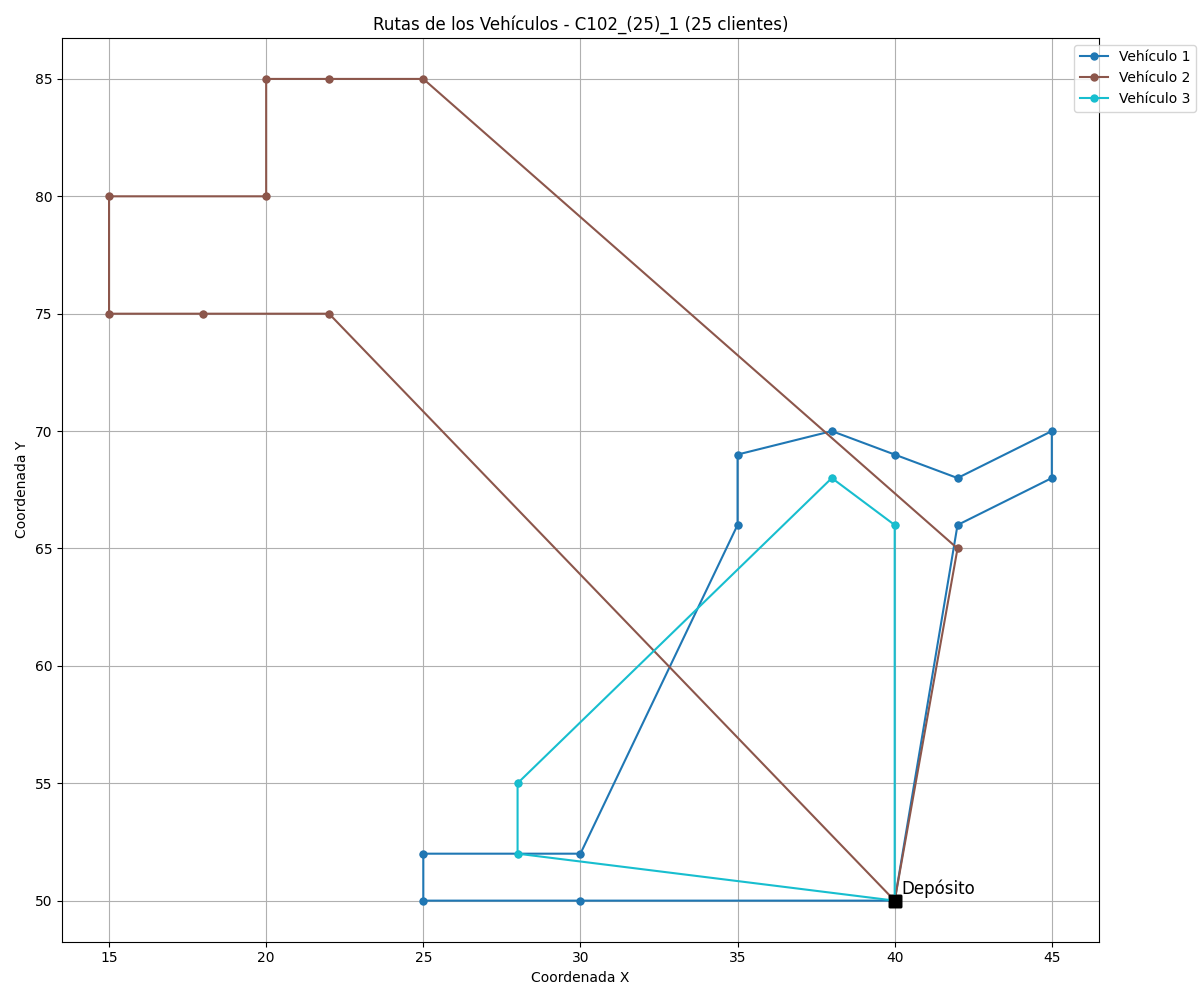 Rutas de los Vehículos - C102_(25)_1 (25 clientes)
Vehículo 1
Vehículo 2
Vehículo 3
85
80
75
70
65
60
55
50
Coordenada Y
Depósito
15 20 25 30 35 40 45
Coordenada X